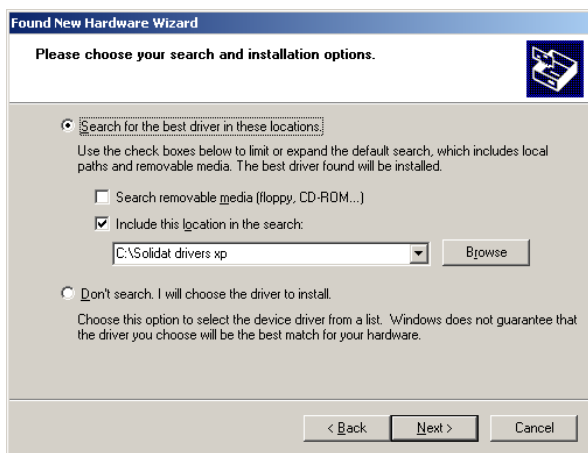 Found New Hardware Wizard
Please choose your search and installation options.
Search for the best driver in these locations.
Use the check boxes below to limit or expand the default search, which includes local
paths and removable media. The best driver found will be installed.
Search removable media (floppy, CD-ROM...)
Include this location in the search:
C:\Solidat drivers xp
Browse
Don't search. I will choose the driver to install.
Choose this option to select the device driver from a list. Windows does not guarantee that
the driver you choose will be the best match for your hardware.
< Back
Next >
Cancel